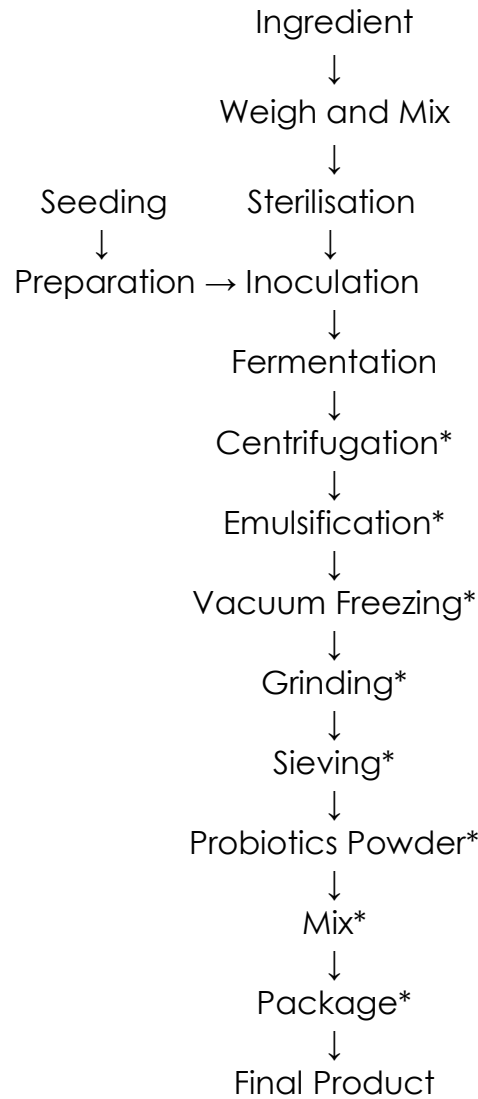 Ingredient
↓
Weigh and Mix
↓
Seeding Sterilisation
↓ ↓
Preparation → Inoculation
↓
Fermentation
↓
Centrifugation*
↓
Emulsification*
↓
Vacuum Freezing*
↓
Grinding*
↓
Sieving*
↓
Probiotics Powder*
↓
Mix*
↓
Package*
↓
Final Product